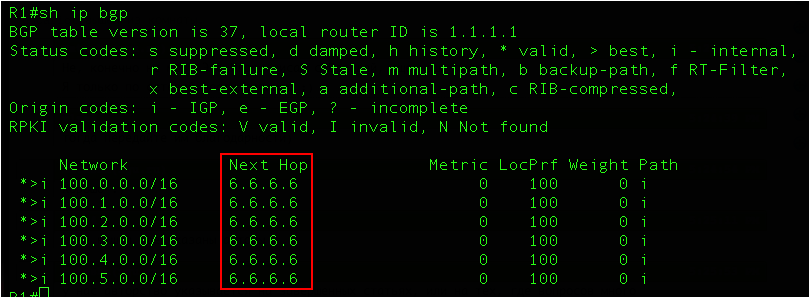 R1#sh ip bgp
BGP table version is 37, local router ID is 1.1.1.1
Status codes: s suppressed, d damped, h history, * valid, > best, i - internal,
r RIB-failure, S Stale, m multipath, b backup-path, f RT-Filter,
x best-external, a additional-path, c RIB-compressed,
Origin codes: i - IGP, e - EGP, ? - incomplete
RPKI validation codes: V valid, I invalid, N Not found
Network Next Hop Metric LocPrf Weight Path
*>i 100.0.0.0/16 6.6.6.6 0 100 0 i
*>i 100.1.0.0/16 6.6.6.6 0 100 0 i
*>i 100.2.0.0/16 6.6.6.6 0 100 0 i
*>i 100.3.0.0/16 6.6.6.6 0 100 0 i
*>i 100.4.0.0/16 6.6.6.6 0 100 0 i
*>i 100.5.0.0/16 6.6.6.6 0 100 0 i
R1#